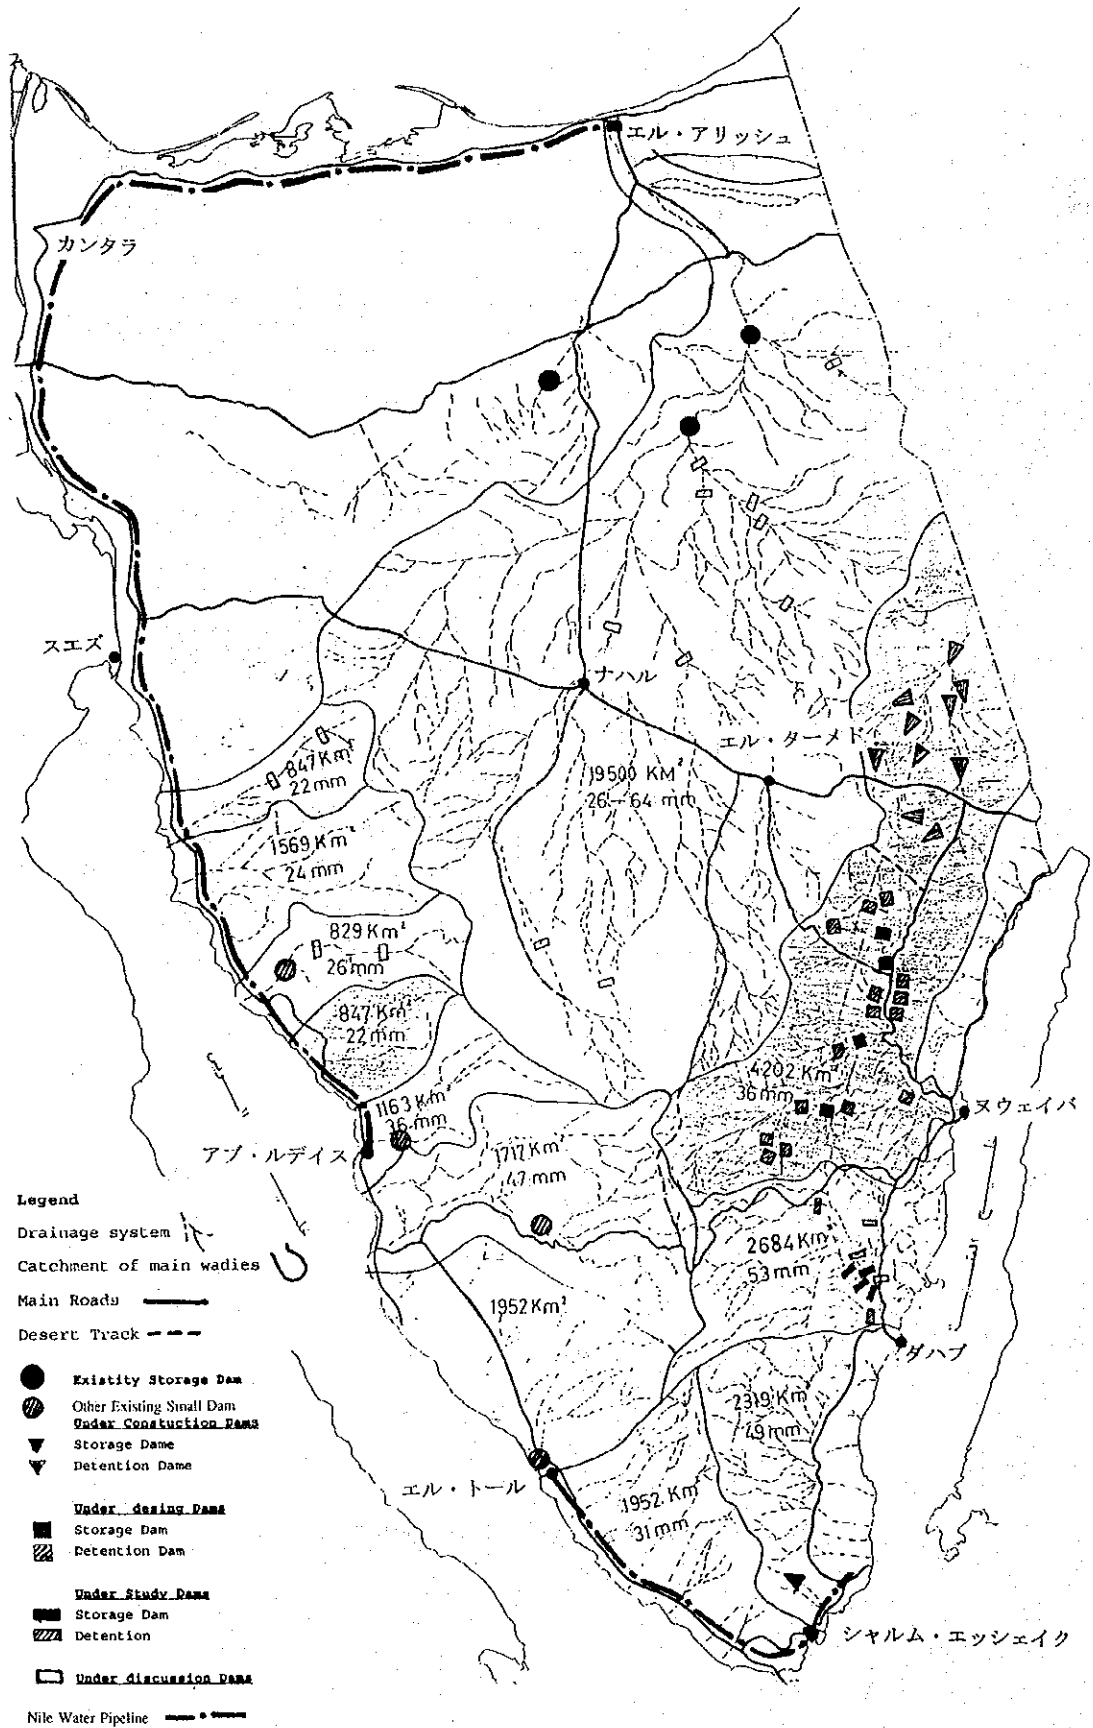 エル・アリッシュ
カンタラ
スエズ
ナハル
エル・ターメド
847 Km²
22 mm
19500 KM²
26 - 64 mm
1569 Km²
24 mm
829 Km²
26 mm
847 Km²
22 mm
4202 Km²
36 mm
1163 Km²
36 mm
ヌウェイバ
アブ・ルデイス
1712 Km²
47 mm
2684 Km²
53 mm
1952 Km²
ダハブ
2319 Km²
49 mm
エル・トール
1952 Km²
31 mm
シャルム・エッシェイク
Legend
Drainage system
Catchment of main wadies
Main Roads
Desert Track
Existity Storage Dam
Other Existing Small Dam
Under Constuction Dams
Storage Dame
Detention Dame
Under desing Dams
Storage Dam
Detention Dam
Under Study Dams
Storage Dam
Detention
Under discussion Dams
Nile Water Pipeline